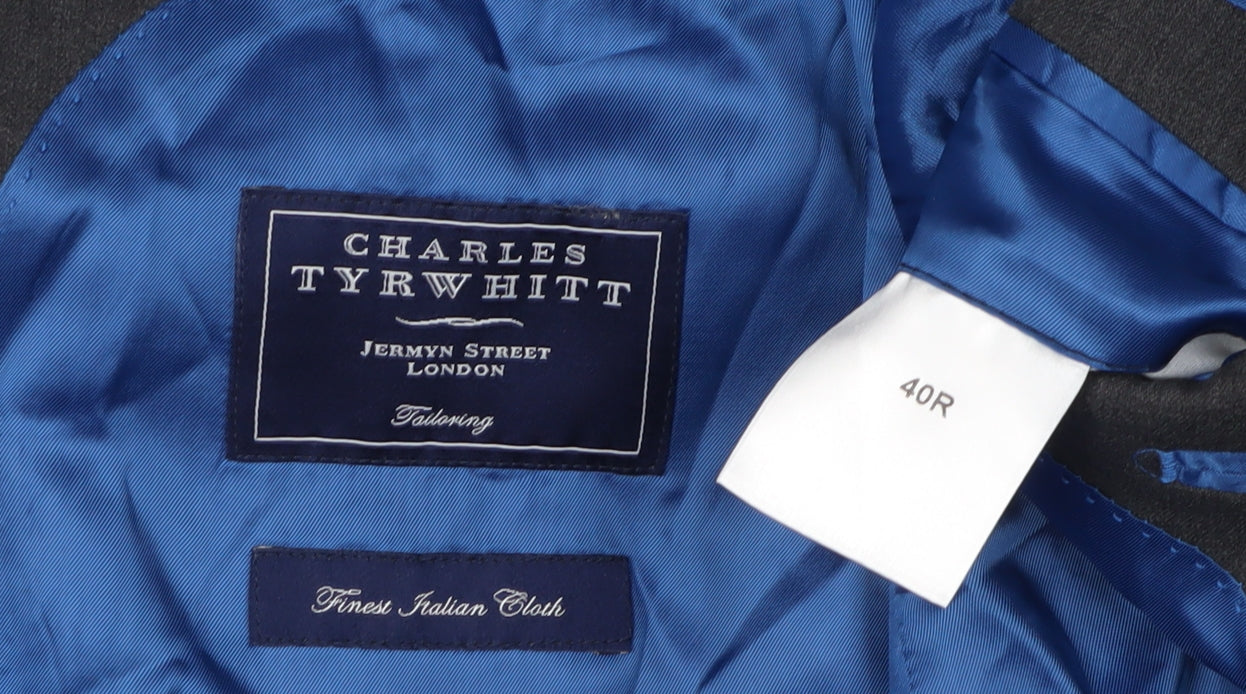 CHARLES
TYRWHITT
JERMYN STREET
LONDON
Tailoring
Finest Italian Cloth
40R